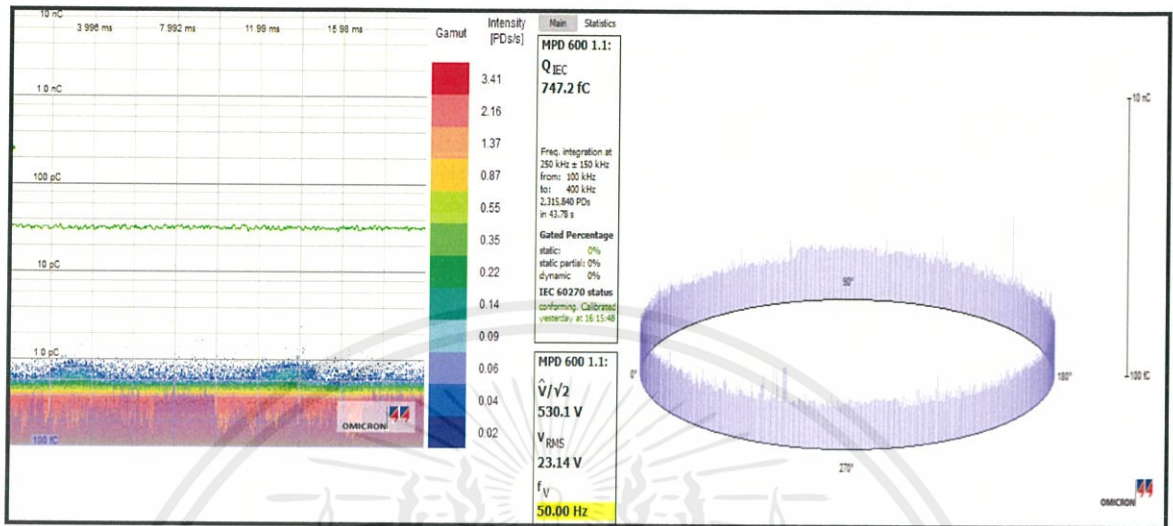 10 nC
3.996 ms
7.992 ms
11.99 ms
15.98 ms
1.0 nC
100 pC
10 pC
1.0 pC
100 fC
OMICRON
Gamut
Intensity
[PDs/s]
3.41
2.16
1.37
0.87
0.55
0.35
0.22
0.14
0.09
0.06
0.04
0.02
Main Statistics
MPD 600 1.1:
Q IEC
747.2 fC
Freq. integration at
250 kHz ± 150 kHz
from: 100 kHz
to: 400 kHz
2,315,840 PDs
in 43.78 s
Gated Percentage
static: 0%
static partial: 0%
dynamic 0%
IEC 60270 status
conforming. Calibrated
yesterday at 16:15:48
MPD 600 1.1:
V̂/√2
530.1 V
V RMS
23.14 V
f V
50.00 Hz
10 nC
90°
0°
180°
100 fC
270°
OMICRON